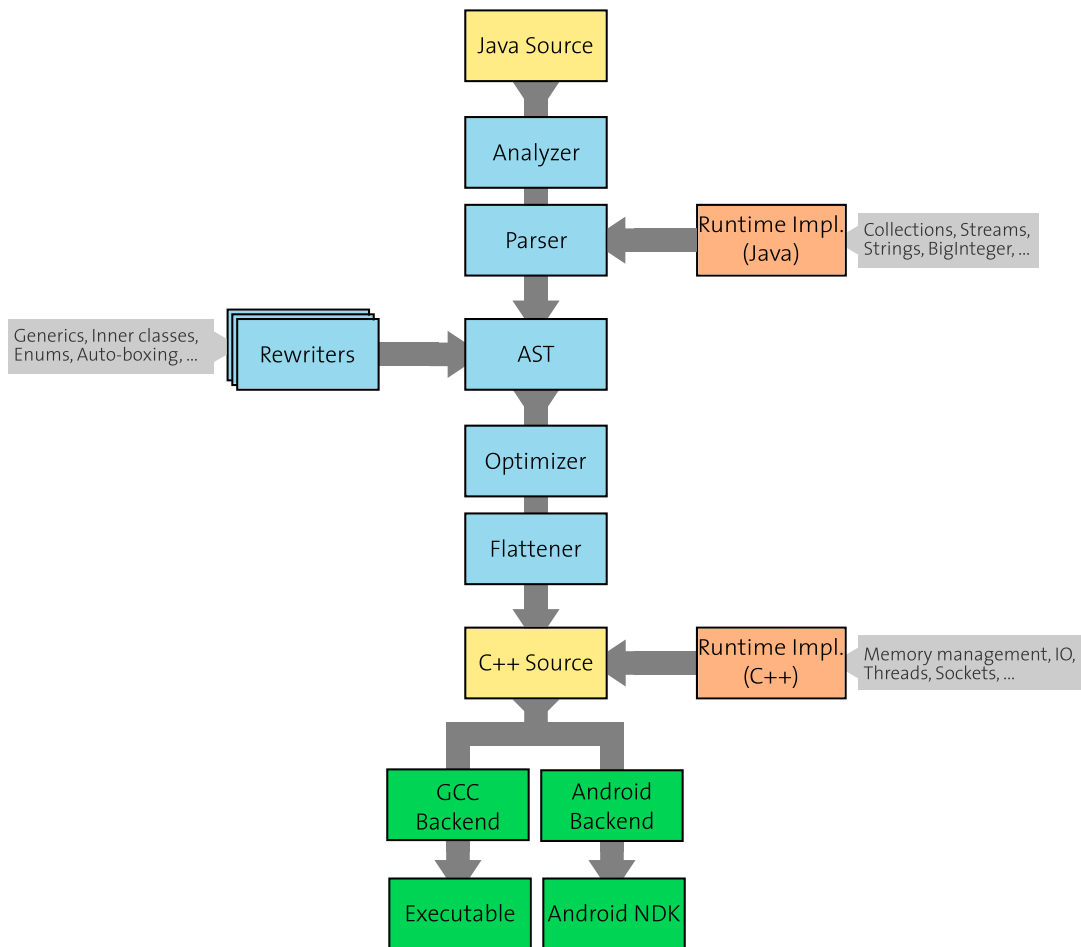 Java Source
Analyzer
Parser
Runtime Impl.
(Java)
Collections, Streams,
Strings, BigInteger, ...
Generics, Inner classes,
Enums, Auto-boxing, ...
Rewriters
AST
Optimizer
Flattener
C++ Source
Runtime Impl.
(C++)
Memory management, IO,
Threads, Sockets, ...
GCC
Backend
Android
Backend
Executable
Android NDK